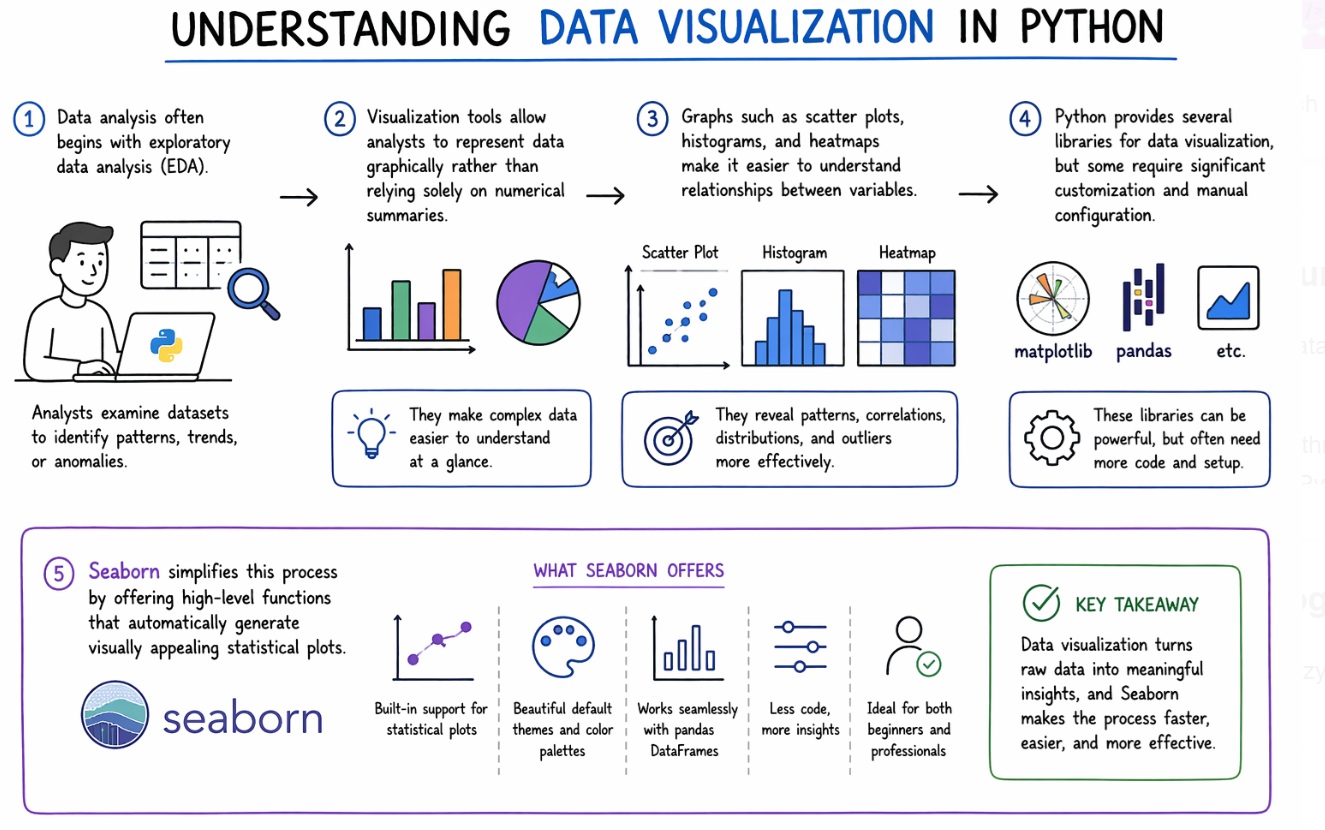 UNDERSTANDING DATA VISUALIZATION IN PYTHON
1
Data analysis often
begins with exploratory
data analysis (EDA).
Analysts examine datasets
to identify patterns, trends,
or anomalies.
2
Visualization tools allow
analysts to represent data
graphically rather than
relying solely on numerical
summaries.
They make complex data
easier to understand
at a glance.
3
Graphs such as scatter plots,
histograms, and heatmaps
make it easier to understand
relationships between variables.
Scatter Plot
Histogram
Heatmap
They reveal patterns, correlations,
distributions, and outliers
more effectively.
4
Python provides several
libraries for data visualization,
but some require significant
customization and manual
configuration.
matplotlib
pandas
etc.
These libraries can be
powerful, but often need
more code and setup.
5
Seaborn simplifies this process
by offering high-level functions
that automatically generate
visually appealing statistical plots.
seaborn
WHAT SEABORN OFFERS
Built-in support for
statistical plots
Beautiful default
themes and color
palettes
Works seamlessly
with pandas
DataFrames
Less code,
more insights
Ideal for both
beginners and
professionals
KEY TAKEAWAY
Data visualization turns
raw data into meaningful
insights, and Seaborn
makes the process faster,
easier, and more effective.